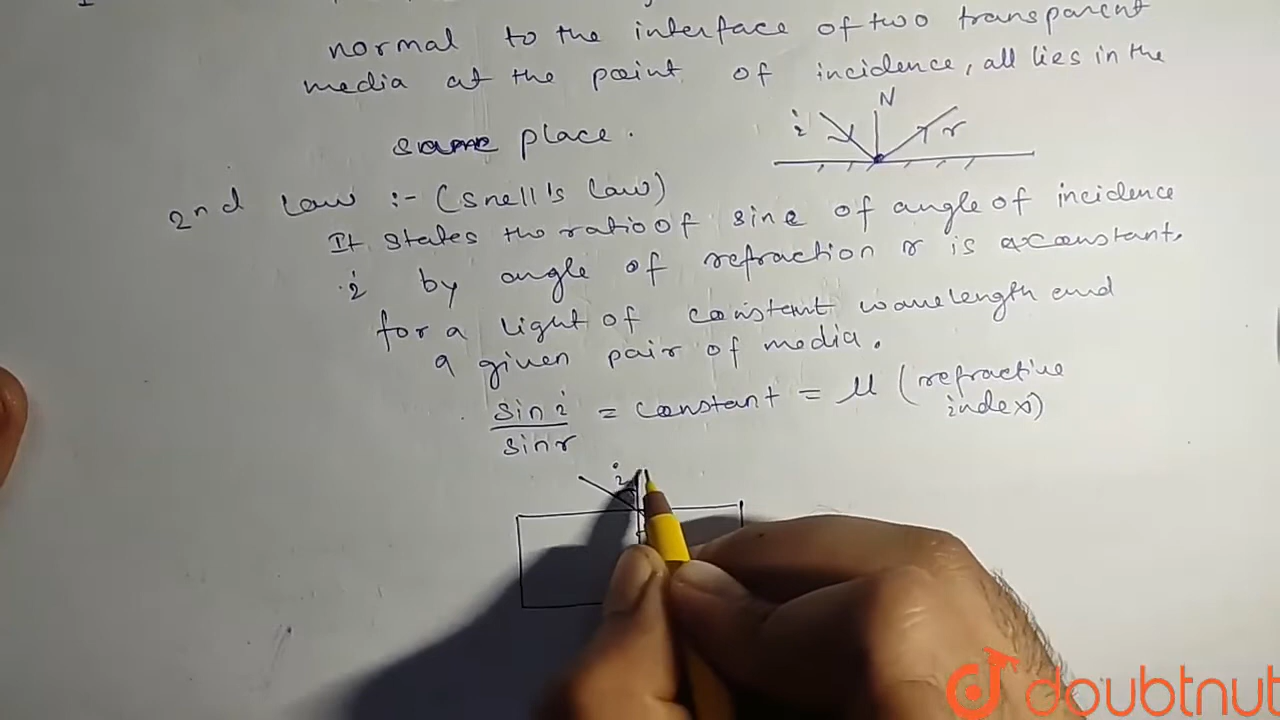 normal to the interface of two transparent
media at the point of incidence, all lies in the
same place.
N
i
r
2nd Law :- (Snell's Law)
It states the ratio of sine of angle of incidence
i by angle of refraction r is a constant,
for a light of constant wavelength and
a given pair of media.
sin i
sin r
= constant = μ (refractive
index)
i
doubtnut